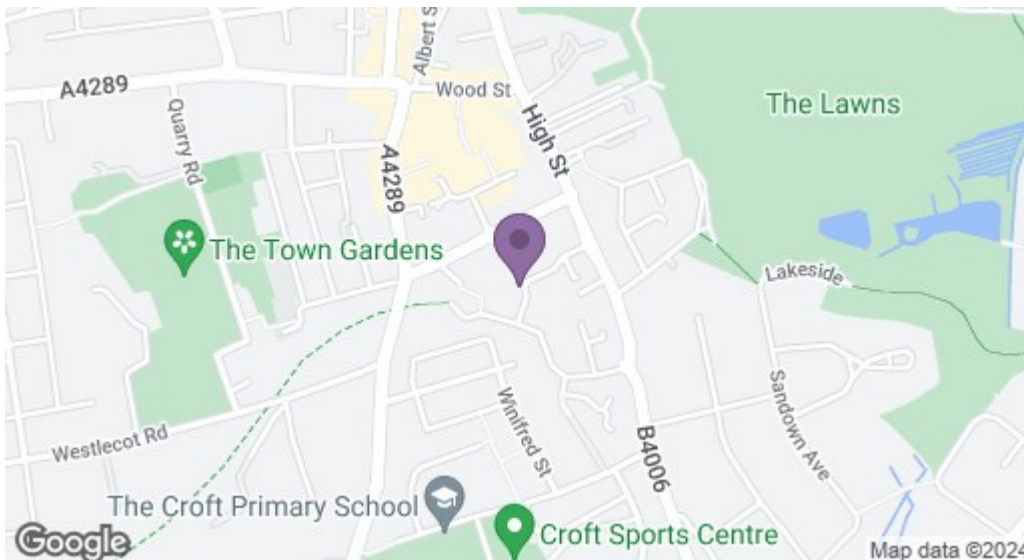 Albert S
A4289
Wood St
The Lawns
Quarry Rd
High St
A4289
The Town Gardens
Lakeside
Winifred St
Sandown Ave
Westlecot Rd
B4006
The Croft Primary School
Croft Sports Centre
Google
Map data ©2024